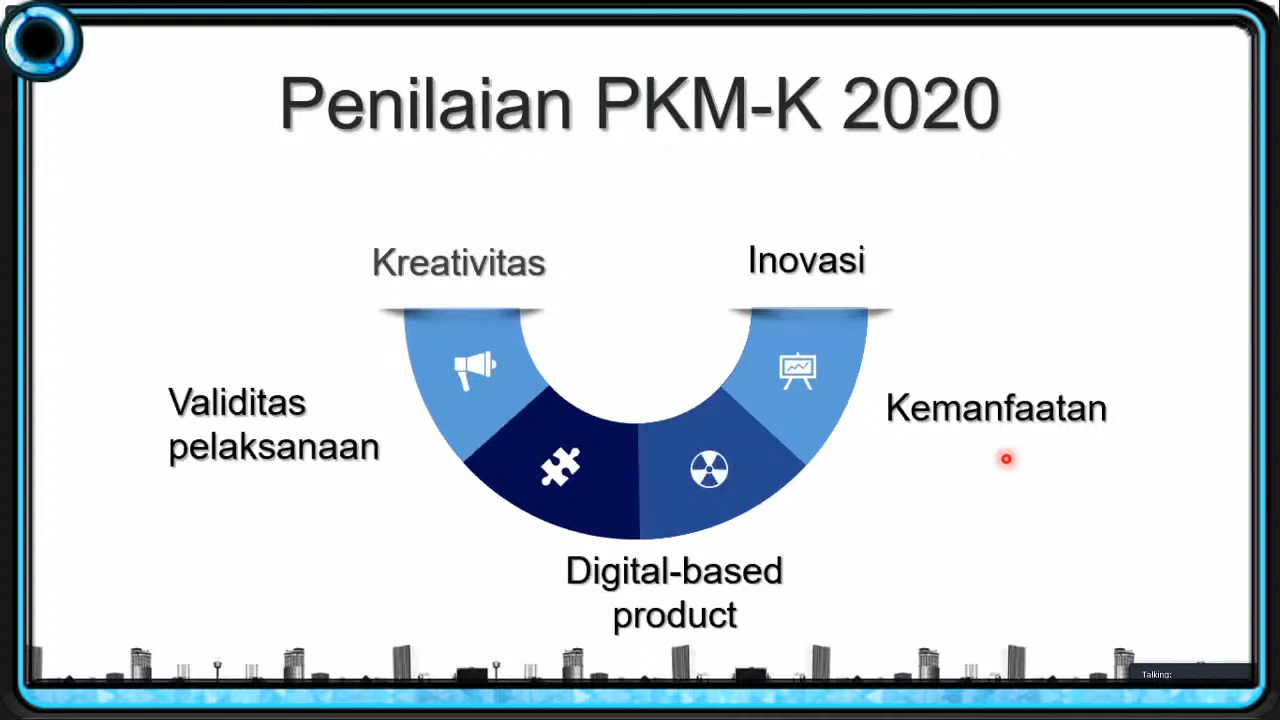 Penilaian PKM-K 2020
Kreativitas
Inovasi
Validitas
pelaksanaan
Kemanfaatan
Digital-based
product
Talking: